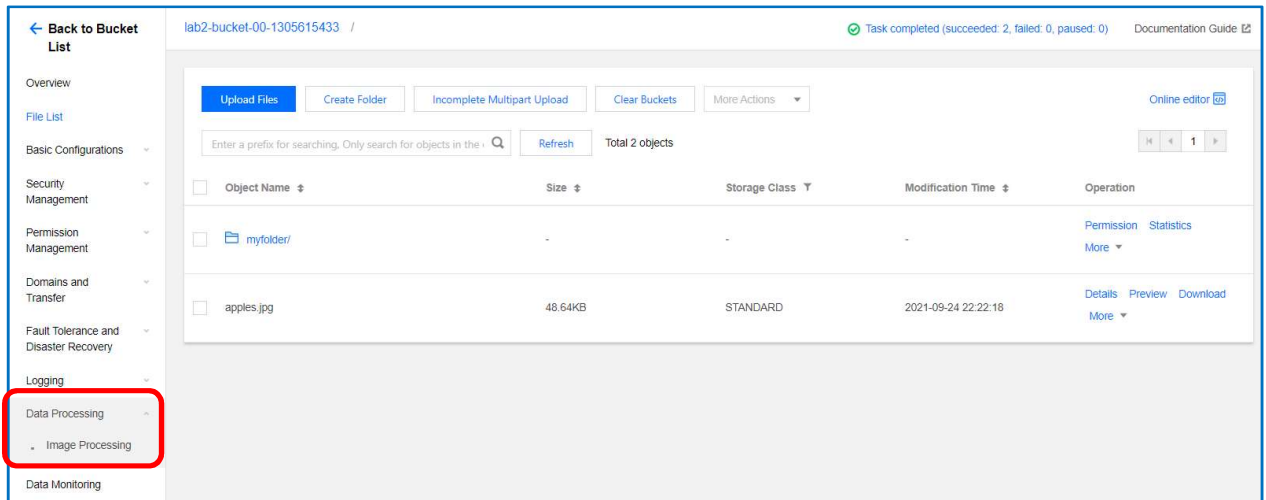 Back to Bucket
List
lab2-bucket-00-1305615433 /
Task completed (succeeded: 2, failed: 0, paused: 0)
Documentation Guide
Overview
File List
Basic Configurations
Security
Management
Permission
Management
Domains and
Transfer
Fault Tolerance and
Disaster Recovery
Logging
Data Processing
Image Processing
Data Monitoring
Upload Files Create Folder Incomplete Multipart Upload Clear Buckets More Actions
Online editor
Enter a prefix for searching, Only search for objects in the
Refresh Total 2 objects
1
Object Name Size Storage Class Modification Time Operation
myfolder/ - - - Permission Statistics
More
apples.jpg 48.64KB STANDARD 2021-09-24 22:22:18 Details Preview Download
More